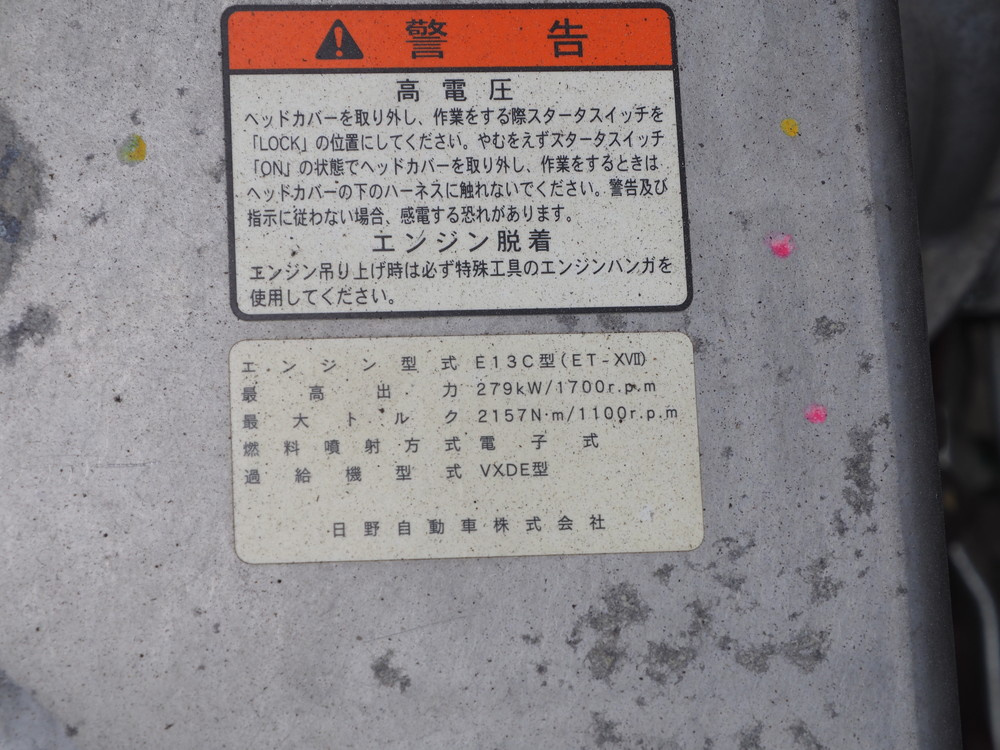 警告
高電圧
ヘッドカバーを取り外し、作業をする際スタータスイッチを
「LOCK」の位置にしてください。やむをえずスタータスイッチ
「ON」の状態でヘッドカバーを取り外し、作業をするときは
ヘッドカバーの下のハーネスに触れないでください。警告及び
指示に従わない場合、感電する恐れがあります。
エンジン脱着
エンジン吊り上げ時は必ず特殊工具のエンジンハンガを
使用してください。
エンジン型式 E13C型(ET-XVII)
最高出力 279kW/1700r.p.m
最大トルク 2157N·m/1100r.p.m
燃料噴射方式 電子式
過給機型式 VXDE型
日野自動車株式会社